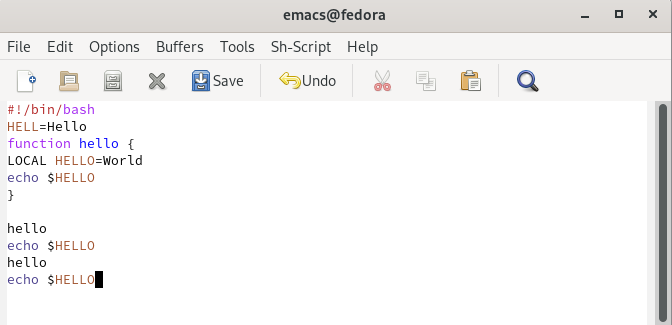 emacs@fedora
File Edit Options Buffers Tools Sh-Script Help
Save Undo
#!/bin/bash
HELL=Hello
function hello {
LOCAL HELLO=World
echo $HELLO
}
hello
echo $HELLO
hello
echo $HELLO